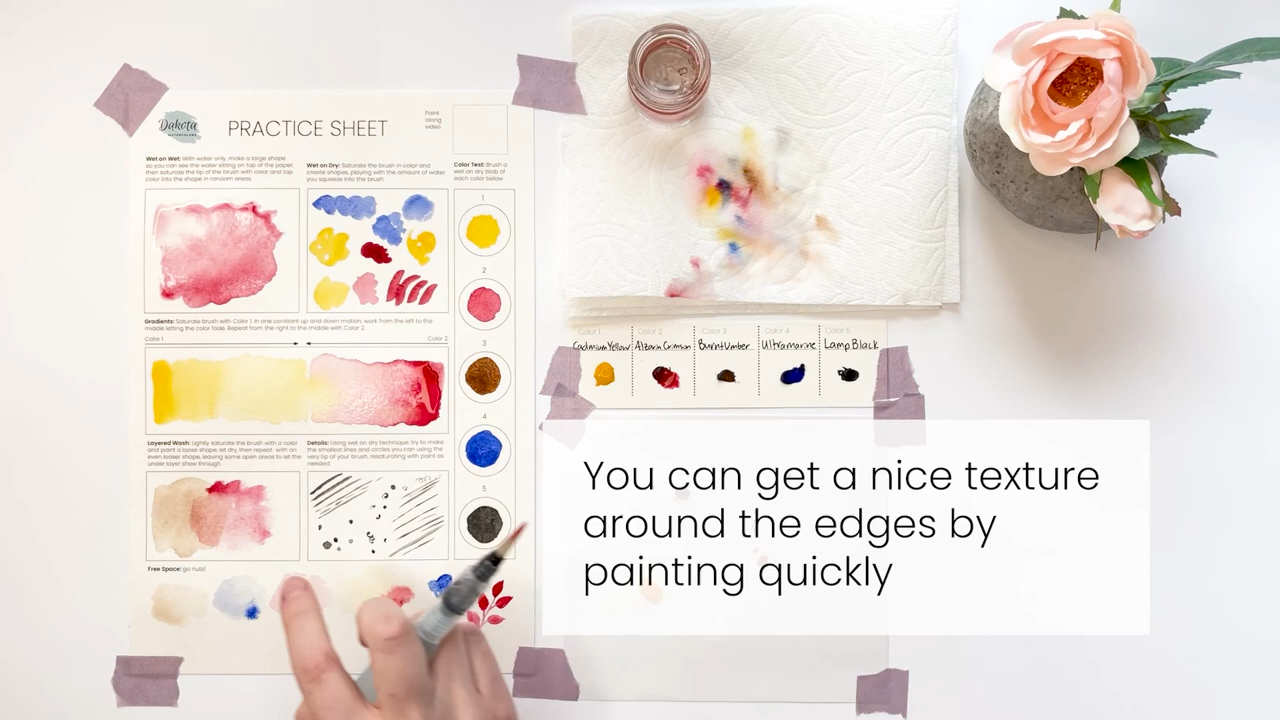 Dakota
WATERCOLORS
PRACTICE SHEET
Paint
along
video
Wet on Wet: With water only, make a large shape
so you can see the water sitting on top of the paper,
then saturate the tip of the brush with color and top
color into the shape in random areas.
Wet on Dry: Saturate the brush in color and
create shapes, playing with the amount of water
you squeeze into the brush.
Color Test: Brush a
wet on dry blob of
each color below
1
2
3
4
5
Gradients: Saturate brush with Color 1. In one constant up and down motion, work from the left to the
middle letting the color fade. Repeat from the right to the middle with Color 2.
Color 1
Color 2
Layered Wash: Lightly saturate the brush with a color
and paint a loose shape, let dry, then repeat with an
even looser shape, leaving some open areas to let the
under layer show through.
Details: Using wet on dry technique, try to make
the smallest lines and circles you can using the
very tip of your brush, resaturating with paint as
needed.
Free Space: go nuts!
Color 1
Color 2
Color 3
Color 4
Color 5
Cadmium Yellow
Alizarin Crimson
Burnt Umber
Ultramarine
Lamp Black
You can get a nice texture
around the edges by
painting quickly